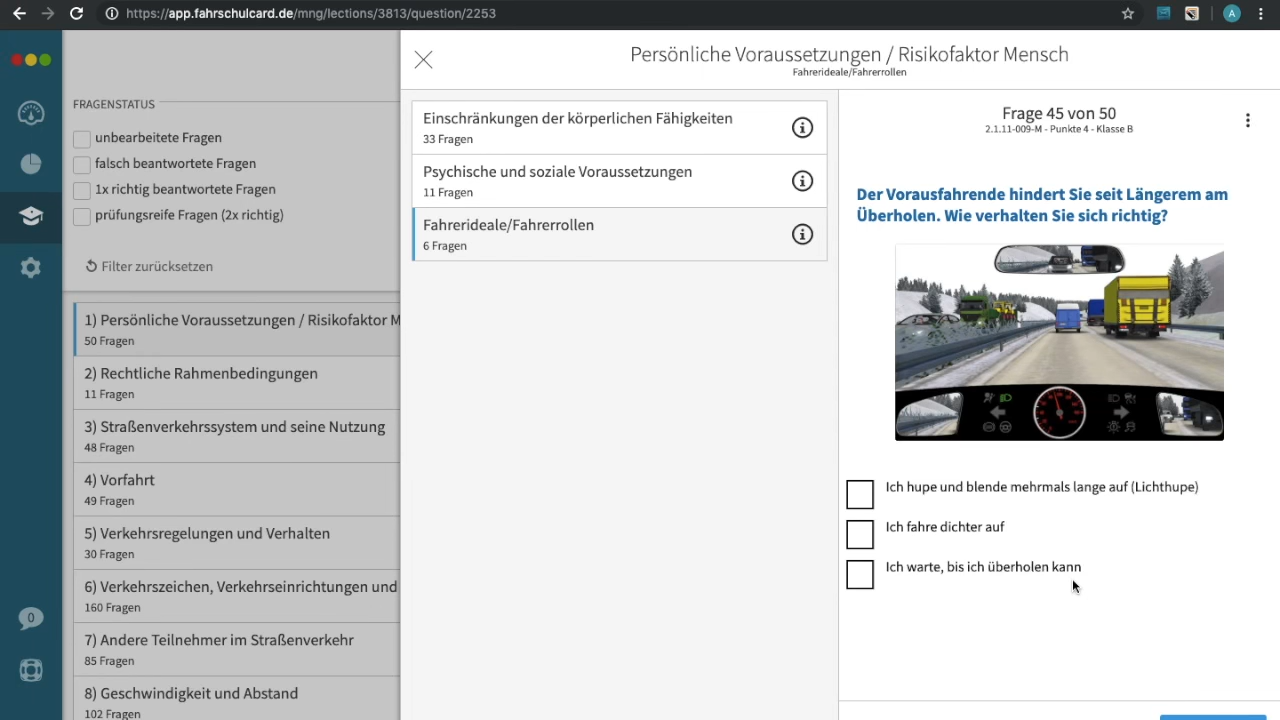 https://app.fahrschulcard.de/mng/lections/3813/question/2253
A
FRAGENSTATUS
unbearbeitete Fragen
falsch beantwortete Fragen
1x richtig beantwortete Fragen
prüfungsreife Fragen (2x richtig)
Filter zurücksetzen
1) Persönliche Voraussetzungen / Risikofaktor M
50 Fragen
2) Rechtliche Rahmenbedingungen
11 Fragen
3) Straßenverkehrssystem und seine Nutzung
48 Fragen
4) Vorfahrt
49 Fragen
5) Verkehrsregelungen und Verhalten
30 Fragen
6) Verkehrszeichen, Verkehrseinrichtungen und
160 Fragen
7) Andere Teilnehmer im Straßenverkehr
85 Fragen
8) Geschwindigkeit und Abstand
102 Fragen
0
Persönliche Voraussetzungen / Risikofaktor Mensch
Fahrerideale/Fahrerrollen
Einschränkungen der körperlichen Fähigkeiten
33 Fragen
Psychische und soziale Voraussetzungen
11 Fragen
Fahrerideale/Fahrerrollen
6 Fragen
Frage 45 von 50
2.1.11-009-M - Punkte 4 - Klasse B
Der Vorausfahrende hindert Sie seit Längerem am
Überholen. Wie verhalten Sie sich richtig?
Ich hupe und blende mehrmals lange auf (Lichthupe)
Ich fahre dichter auf
Ich warte, bis ich überholen kann